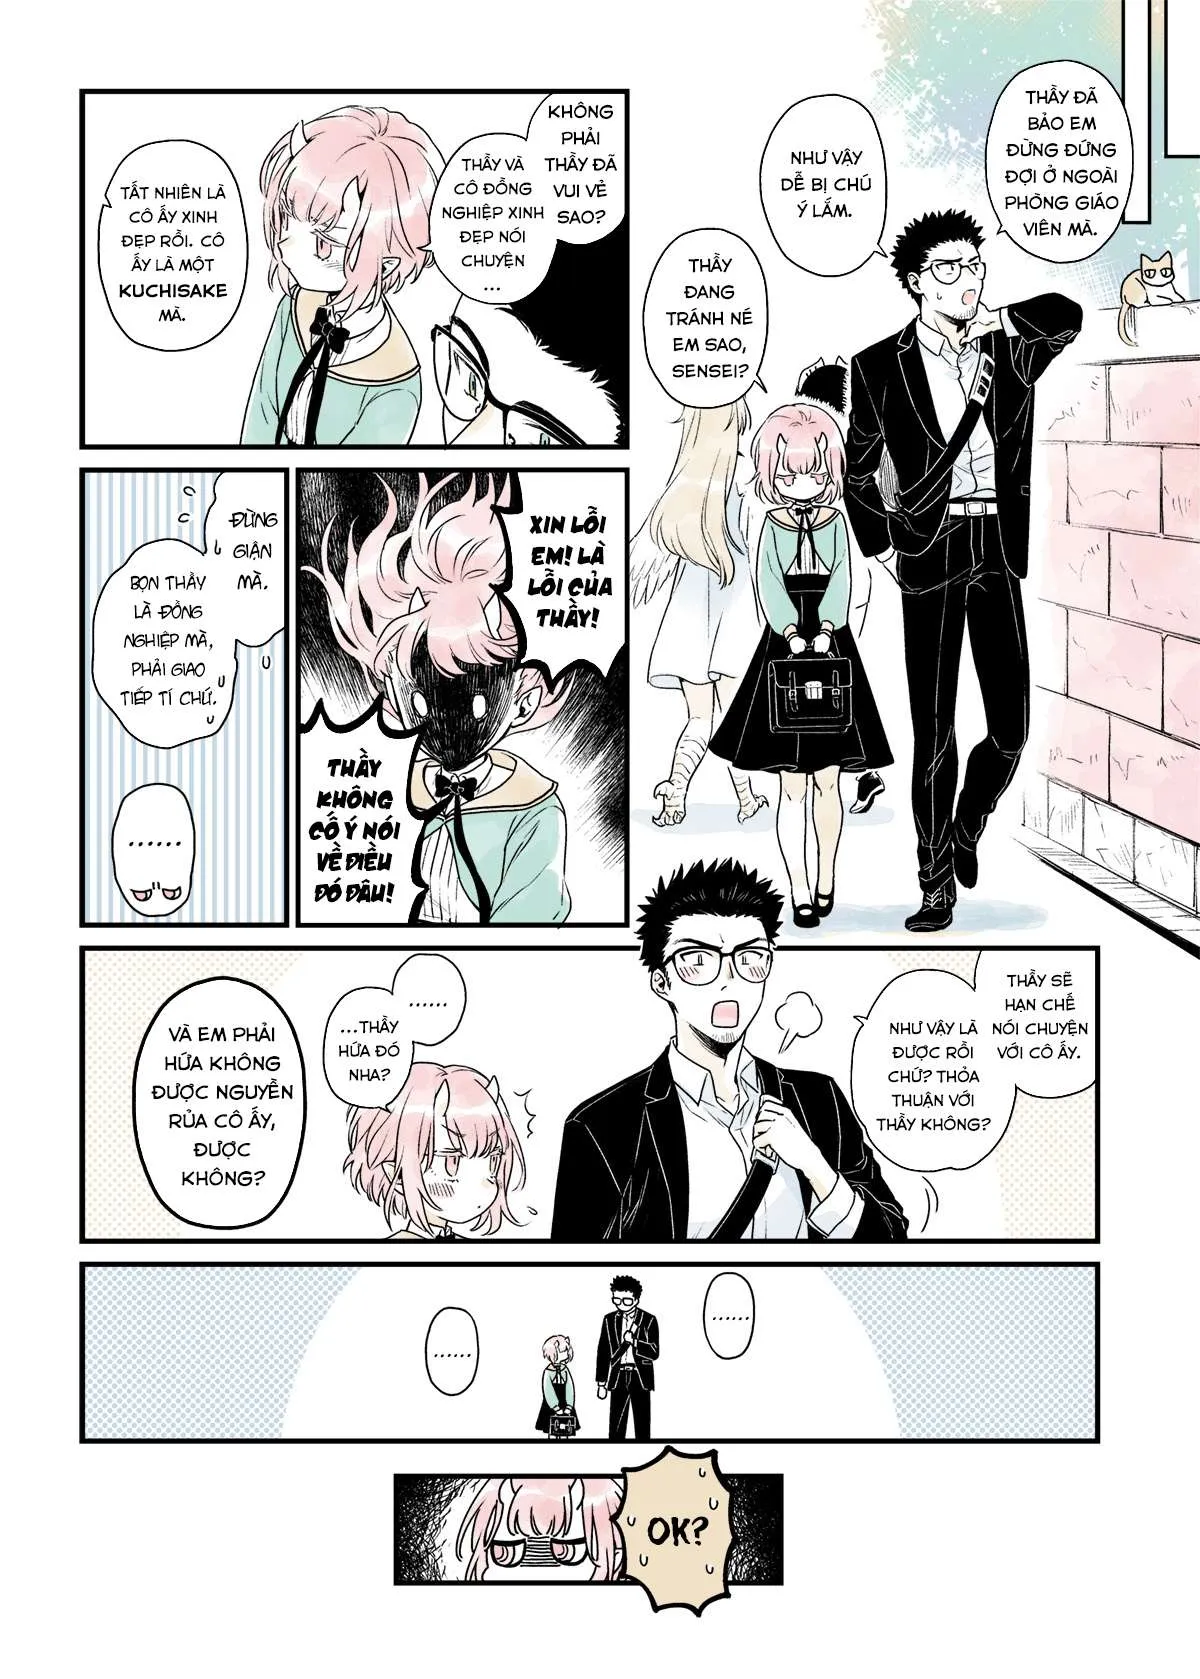 THẦY ĐÃ
BẢO EM
ĐỪNG ĐỨNG
ĐỢI Ở NGOÀI
PHÒNG GIÁO
VIÊN MÀ.
NHƯ VẬY
DỄ BỊ CHÚ
Ý LẮM.
THẦY
ĐANG
TRÁNH NÉ
EM SAO,
SENSEI?
KHÔNG
PHẢI
THẦY ĐÃ
VUI VẺ
SAO?
THẦY VÀ
CÔ ĐỒNG
NGHIỆP XINH
ĐẸP NÓI
CHUYỆN
...
TẤT NHIÊN LÀ
CÔ ẤY XINH
ĐẸP RỒI. CÔ
ẤY LÀ MỘT
KUCHISAKE
MÀ.
XIN LỖI
EM! LÀ
LỖI CỦA
THẦY!
THẦY
KHÔNG
CỐ Ý NÓI
VỀ ĐIỀU
ĐÓ ĐÂU!
ĐỪNG
GIẬN
MÀ.
BỌN THẦY
LÀ ĐỒNG
NGHIỆP MÀ,
PHẢI GIAO
TIẾP TÍ CHỨ.
......
THẦY SẼ
HẠN CHẾ
NÓI CHUYỆN
VỚI CÔ ẤY.
NHƯ VẬY LÀ
ĐƯỢC RỒI
CHỨ? THỎA
THUẬN VỚI
THẦY KHÔNG?
......
...THẦY
HỨA ĐÓ
NHA?
VÀ EM PHẢI
HỨA KHÔNG
ĐƯỢC NGUYỀN
RỦA CÔ ẤY,
ĐƯỢC
KHÔNG?
......
......
OK?